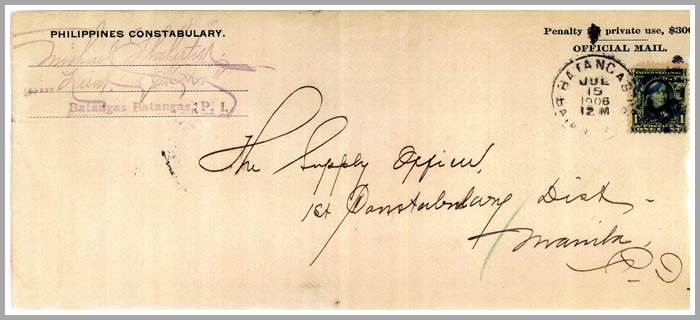 PHILIPPINES CONSTABULARY.
Batangas Batangas, P. I.
Penalty for private use, $300
OFFICIAL MAIL.
BATANGAS
JUL
15
1906
12 M
1
The Supply Officer,
1st Constabulary Dist.
Manila,
P. I.